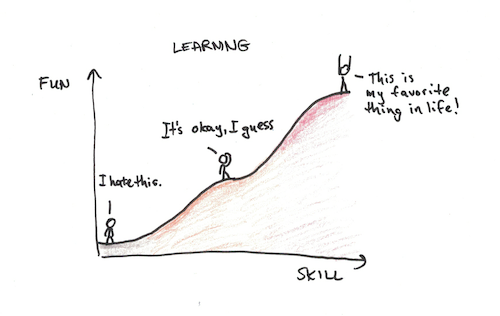 LEARNING
FUN
This is
my favorite
thing in life!
It's okay, I guess
I hate this.
SKILL